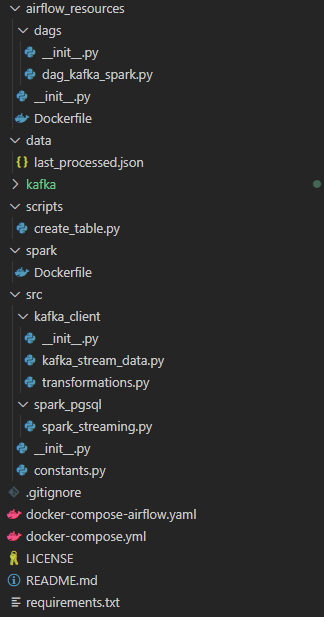 airflow_resources
dags
__init__.py
dag_kafka_spark.py
__init__.py
Dockerfile
data
last_processed.json
kafka
scripts
create_table.py
spark
Dockerfile
src
kafka_client
__init__.py
kafka_stream_data.py
transformations.py
spark_pgsql
spark_streaming.py
__init__.py
constants.py
.gitignore
docker-compose-airflow.yaml
docker-compose.yml
LICENSE
README.md
requirements.txt